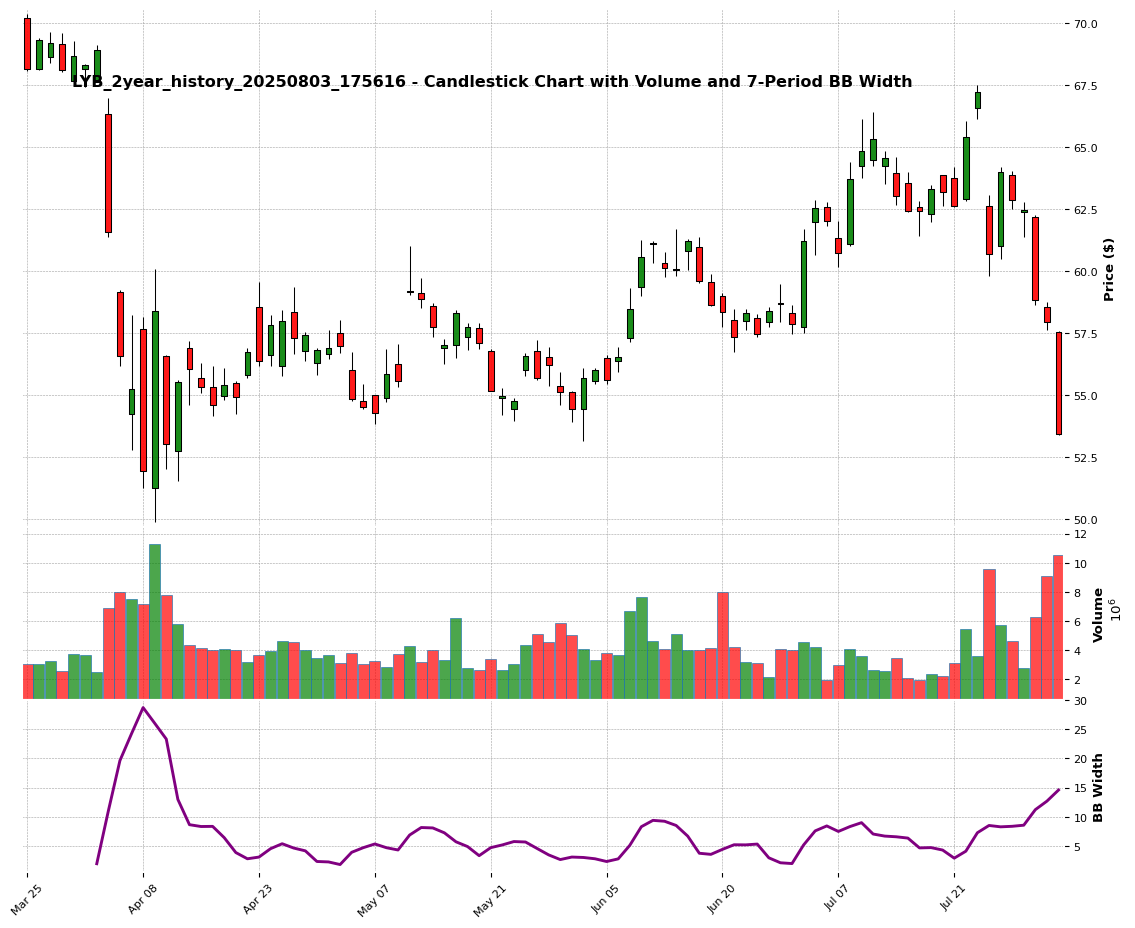 LYB_2year_history_20250803_175616 - Candlestick Chart with Volume and 7-Period BB Width
70.0
67.5
65.0
62.5
60.0
57.5
55.0
52.5
50.0
Price ($)
12
10
8
6
4
2
Volume
10^6
30
25
20
15
10
5
BB Width
Mar 25
Apr 08
Apr 23
May 07
May 21
Jun 05
Jun 20
Jul 07
Jul 21